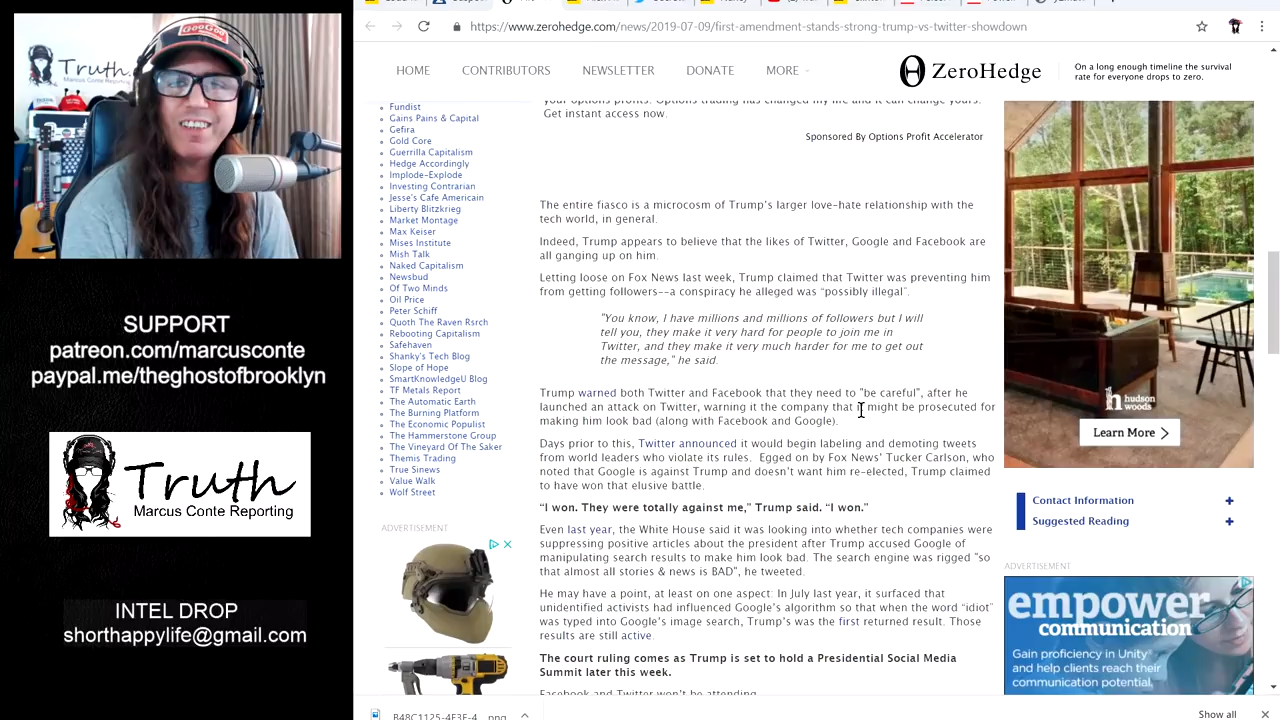 https://www.zerohedge.com/news/2019-07-09/first-amendment-stands-strong-trump-vs-twitter-showdown
HOME
CONTRIBUTORS
NEWSLETTER
DONATE
MORE
ZeroHedge
On a long enough timeline the survival
rate for everyone drops to zero.
Truth
Marcus Conte Reporting
SUPPORT
patreon.com/marcusconte
paypal.me/theghostofbrooklyn
Truth
Marcus Conte Reporting
INTEL DROP
shorthappylife@gmail.com
Fundist
Gains Pains & Capital
Gefira
Gold Core
Guerrilla Capitalism
Hedge Accordingly
Implode-Explode
Investing Contrarian
Jesse's Cafe Americain
Liberty Blitzkrieg
Market Montage
Max Keiser
Mises Institute
Mish Talk
Naked Capitalism
Newsbud
Of Two Minds
Oil Price
Peter Schiff
Quoth The Raven Rsrch
Rebooting Capitalism
Safehaven
Shanky's Tech Blog
Slope of Hope
SmartKnowledgeU Blog
TF Metals Report
The Automatic Earth
The Burning Platform
The Economic Populist
The Hammerstone Group
The Vineyard Of The Saker
Themis Trading
True Sinews
Value Walk
Wolf Street
ADVERTISEMENT
your options profits. Options trading has changed my life and it can change yours.
Get instant access now.
Sponsored By Options Profit Accelerator
The entire fiasco is a microcosm of Trump's larger love-hate relationship with the
tech world, in general.
Indeed, Trump appears to believe that the likes of Twitter, Google and Facebook are
all ganging up on him.
Letting loose on Fox News last week, Trump claimed that Twitter was preventing him
from getting followers--a conspiracy he alleged was “possibly illegal”.
"You know, I have millions and millions of followers but I will
tell you, they make it very hard for people to join me in
Twitter, and they make it very much harder for me to get out
the message," he said.
Trump warned both Twitter and Facebook that they need to "be careful", after he
launched an attack on Twitter, warning it the company that it might be prosecuted for
making him look bad (along with Facebook and Google).
Days prior to this, Twitter announced it would begin labeling and demoting tweets
from world leaders who violate its rules. Egged on by Fox News' Tucker Carlson, who
noted that Google is against Trump and doesn't want him re-elected, Trump claimed
to have won that elusive battle.
“I won. They were totally against me,” Trump said. “I won.”
Even last year, the White House said it was looking into whether tech companies were
suppressing positive articles about the president after Trump accused Google of
manipulating search results to make him look bad. The search engine was rigged "so
that almost all stories & news is BAD", he tweeted.
He may have a point, at least on one aspect: In July last year, it surfaced that
unidentified activists had influenced Google's algorithm so that when the word “idiot”
was typed into Google's image search, Trump's was the first returned result. Those
results are still active.
The court ruling comes as Trump is set to hold a Presidential Social Media
Summit later this week.
Facebook and Twitter won't be attending
hudson
woods
Learn More
Contact Information
Suggested Reading
ADVERTISEMENT
empower
communication
Gain proficiency in Unity
and help clients reach their
communication potential.
Show all